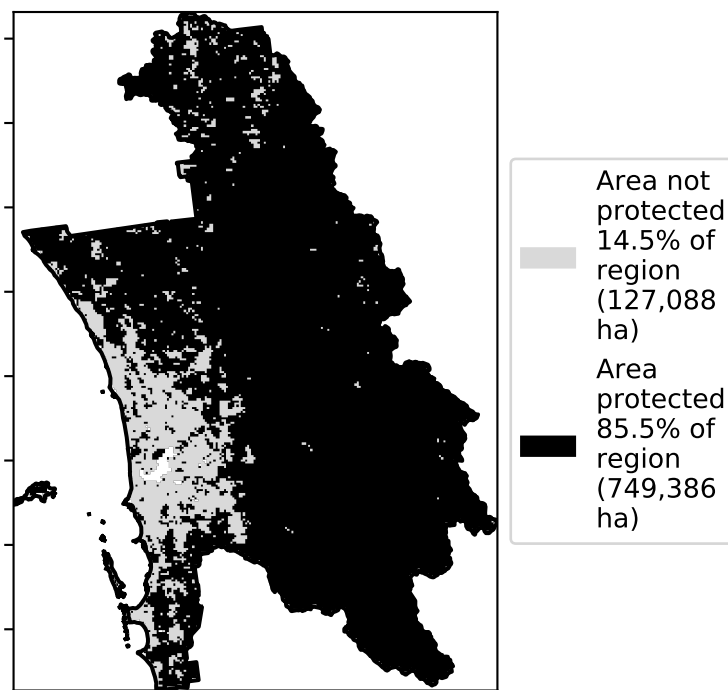 Area not
protected
14.5% of
region
(127,088
ha)
Area
protected
85.5% of
region
(749,386
ha)